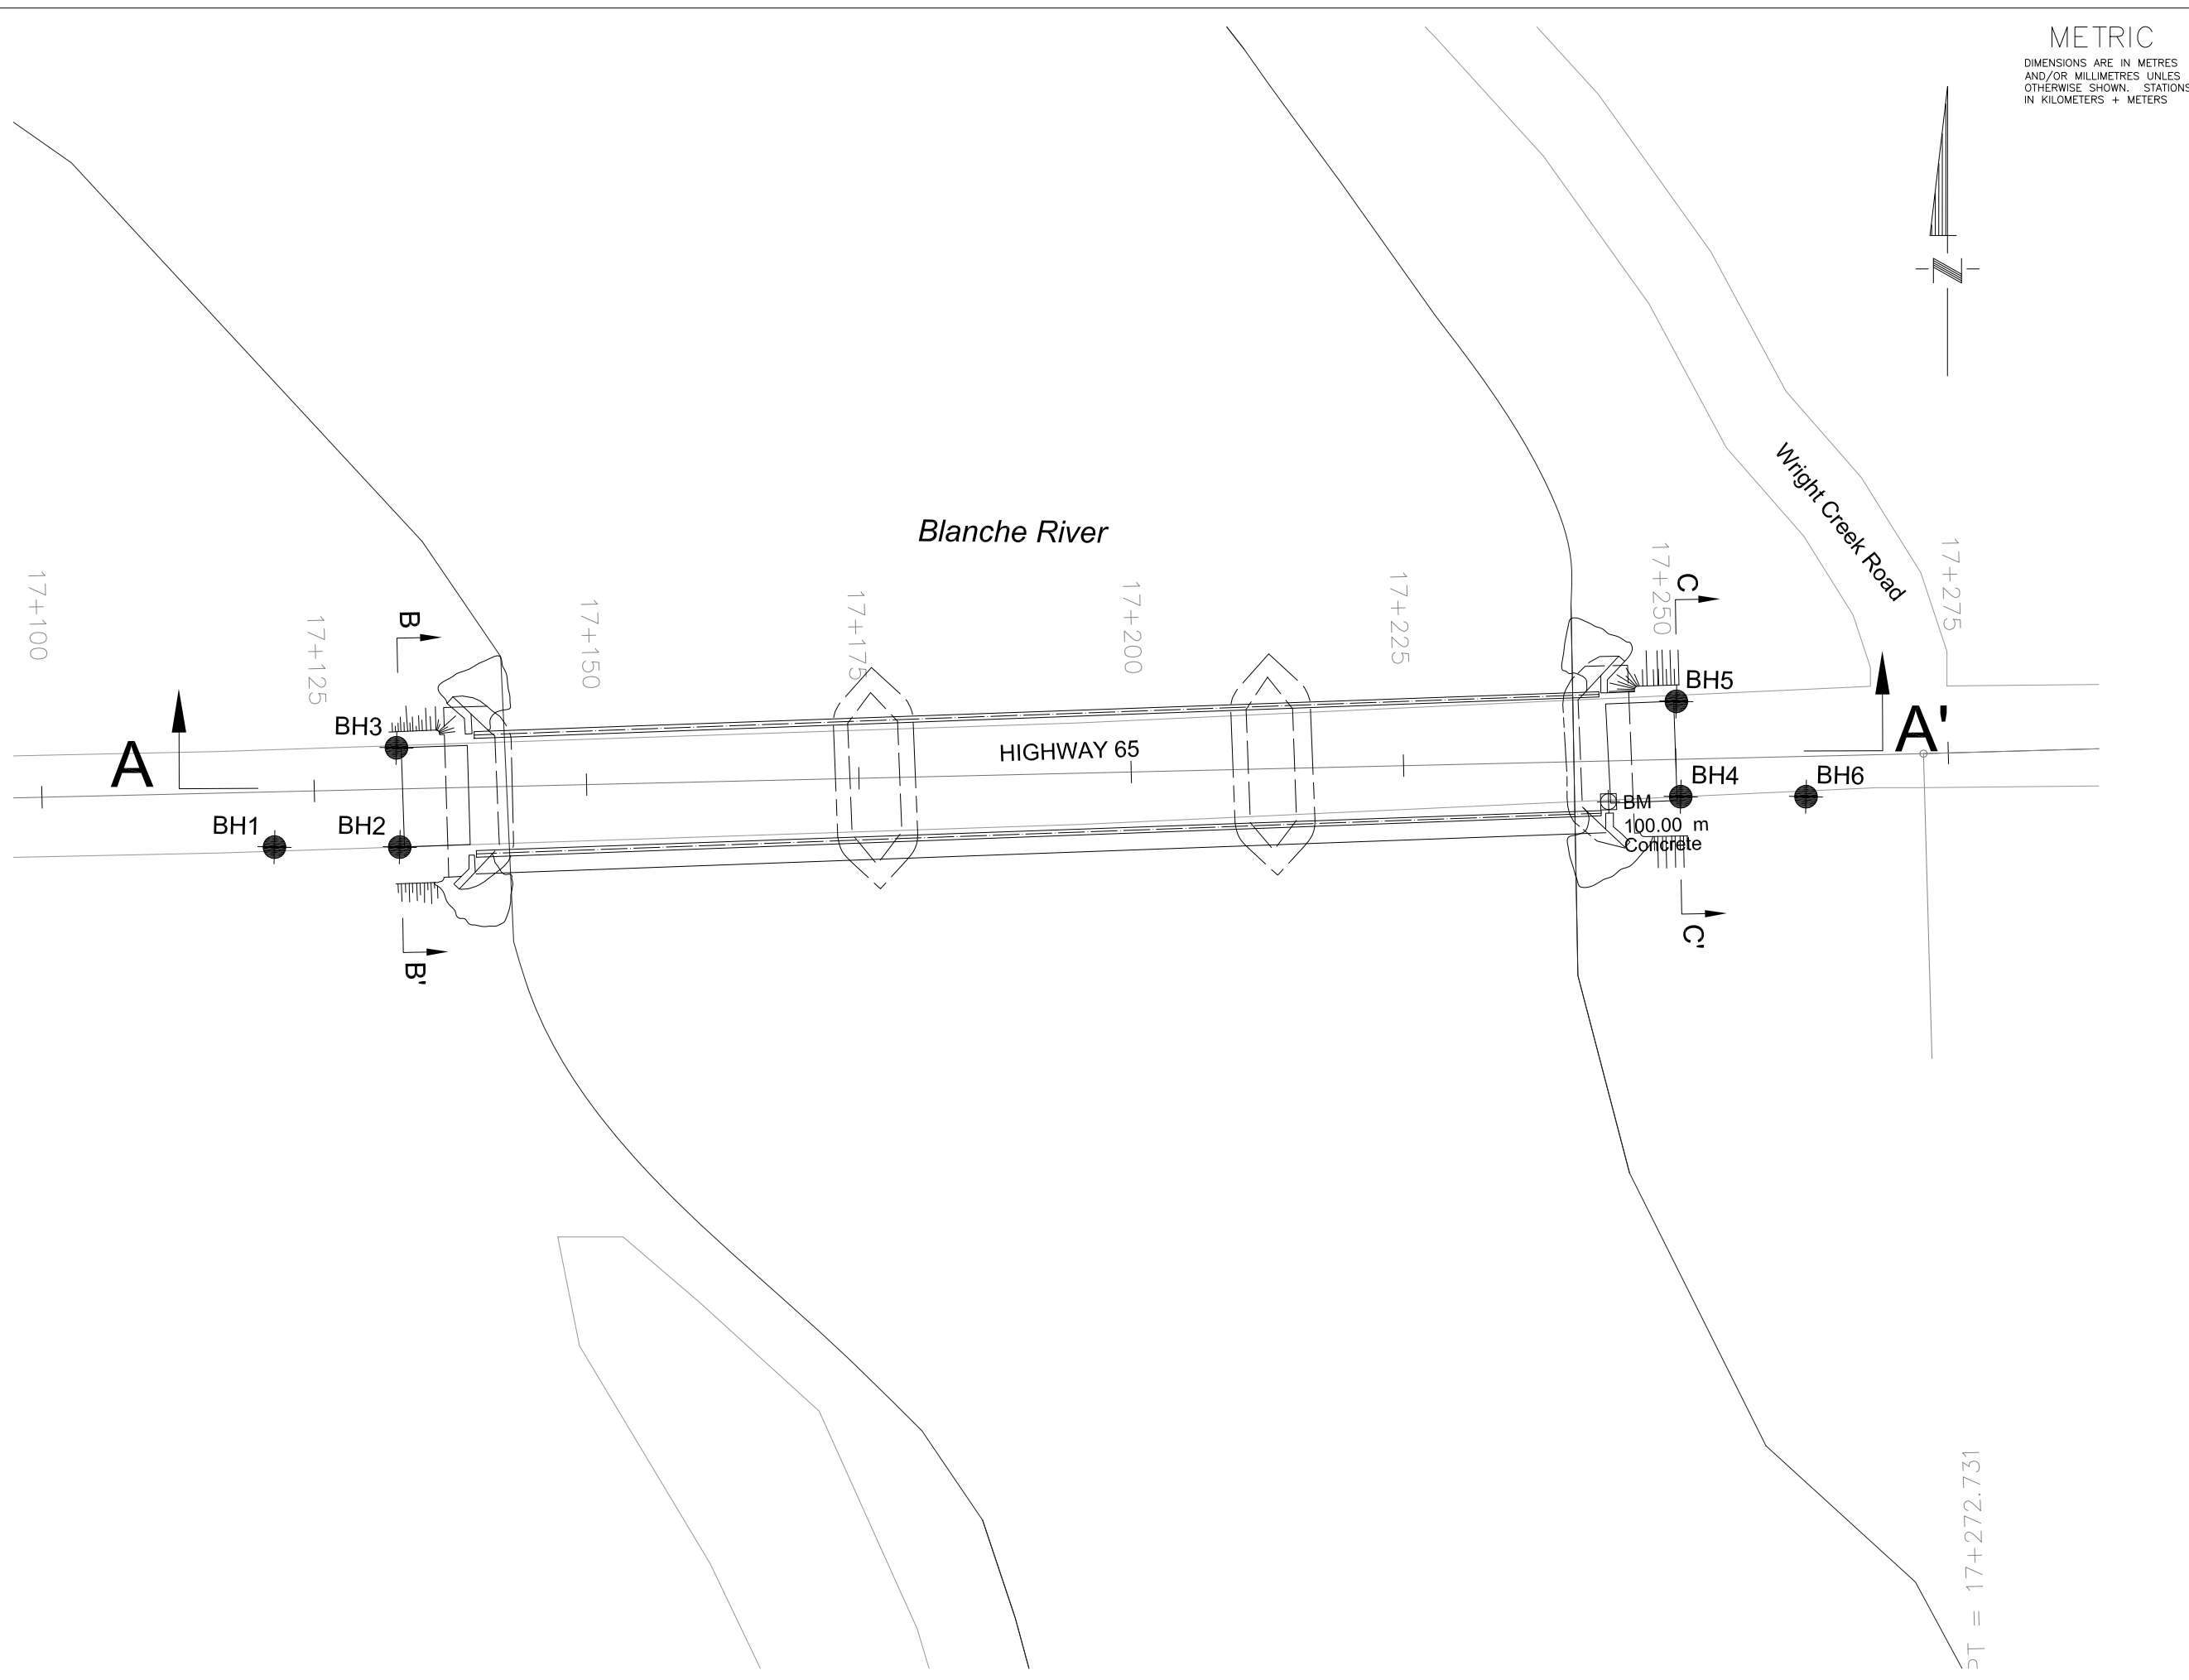 METRIC
DIMENSIONS ARE IN METRES
AND/OR MILLIMETRES UNLES
OTHERWISE SHOWN. STATIONS
IN KILOMETERS + METERS
N
Wright Creek Road
Blanche River
17+100
17+125
17+150
17+175
17+200
17+225
17+250
17+275
B
C
BH3
BH5
A
HIGHWAY 65
A'
BH1
BH2
BH4
BH6
BM
100.00 m
Concrete
B'
C'
PT = 17+272.731